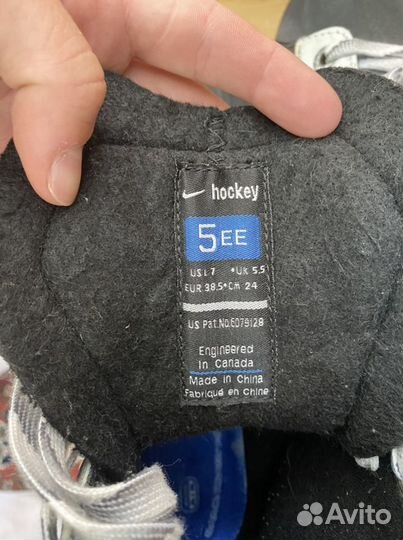 hockey
5EE
US: 7 •UK 5.5
EUR 38.5•Cm 24
US Pat.No.6079128
Engineered
in Canada
Made in China
Fabriqué en Chine
Avito